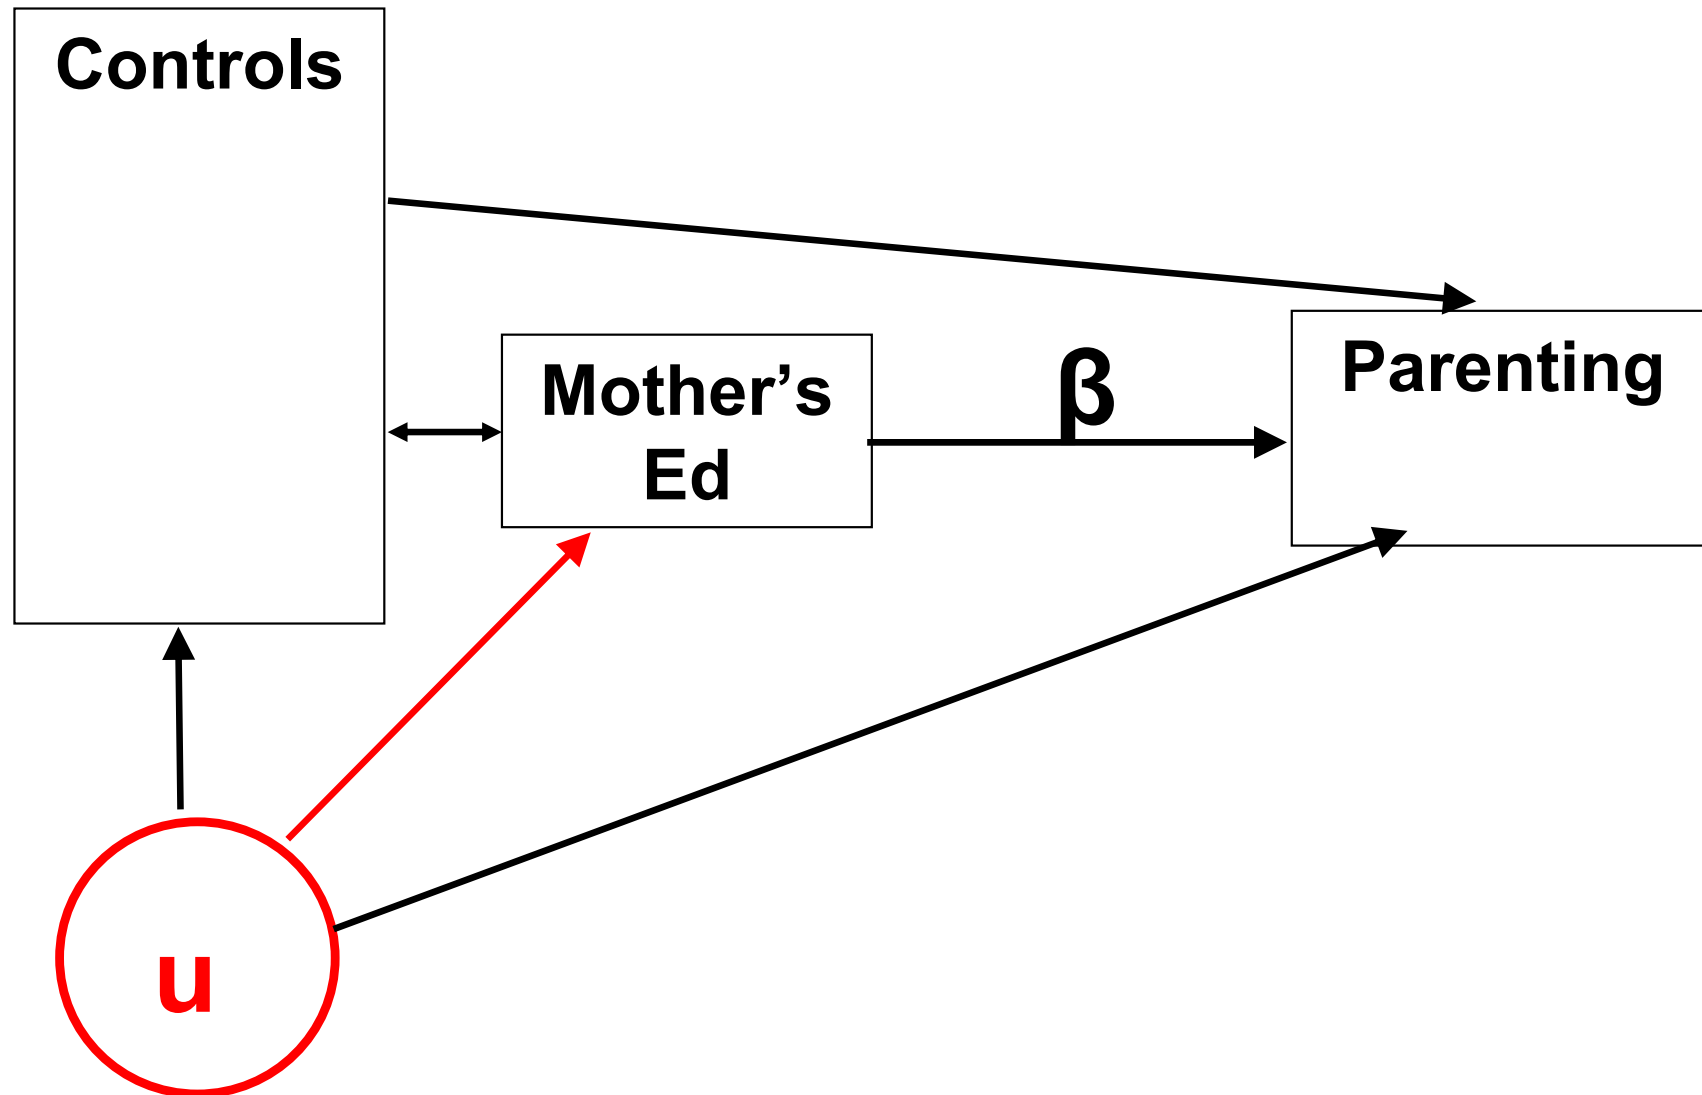 Controls
Mother’s
Ed
β
Parenting
u